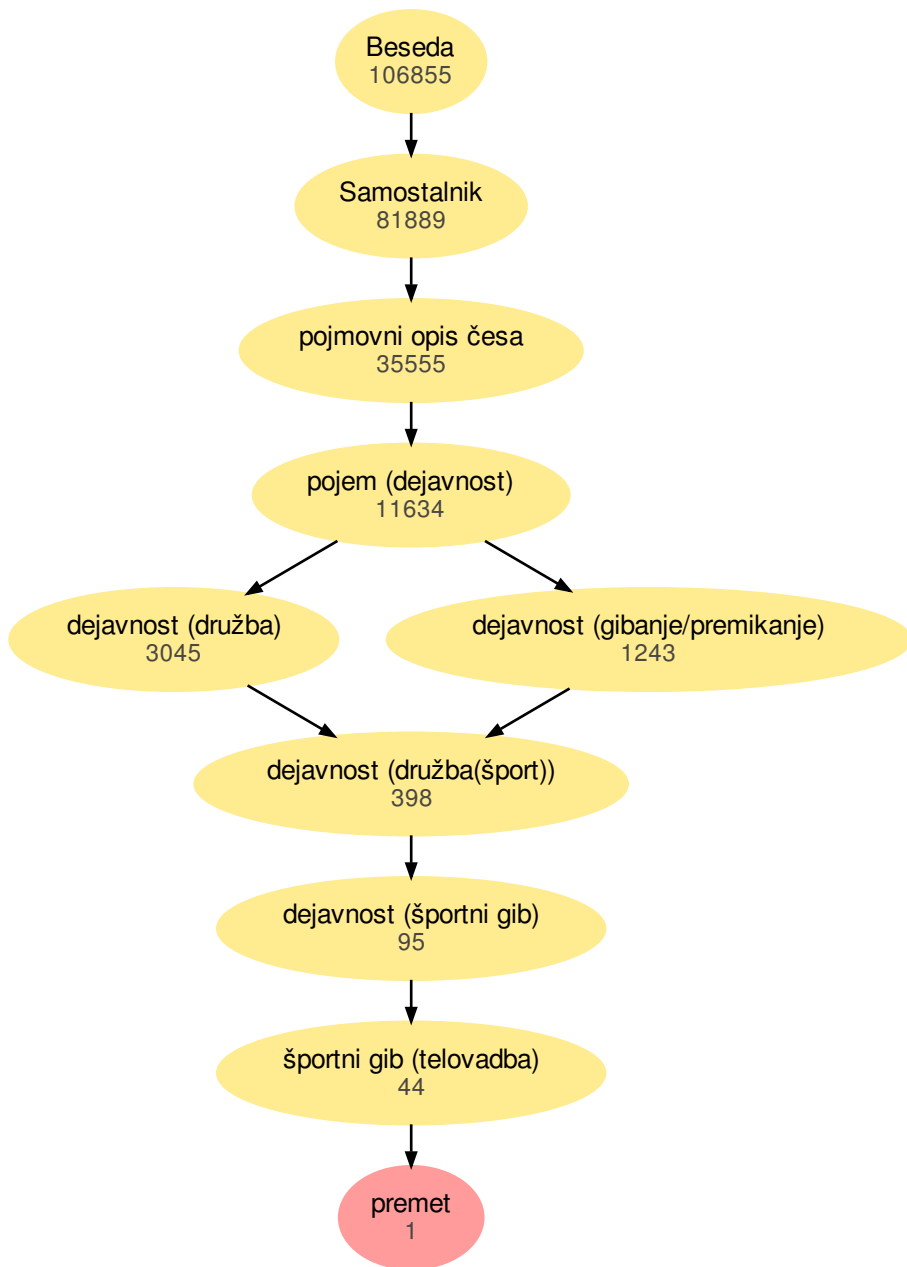 Beseda
106855
Samostalnik
81889
pojmovni opis česa
35555
pojem (dejavnost)
11634
dejavnost (družba)
3045
dejavnost (gibanje/premikanje)
1243
dejavnost (družba(šport))
398
dejavnost (športni gib)
95
športni gib (telovadba)
44
premet
1